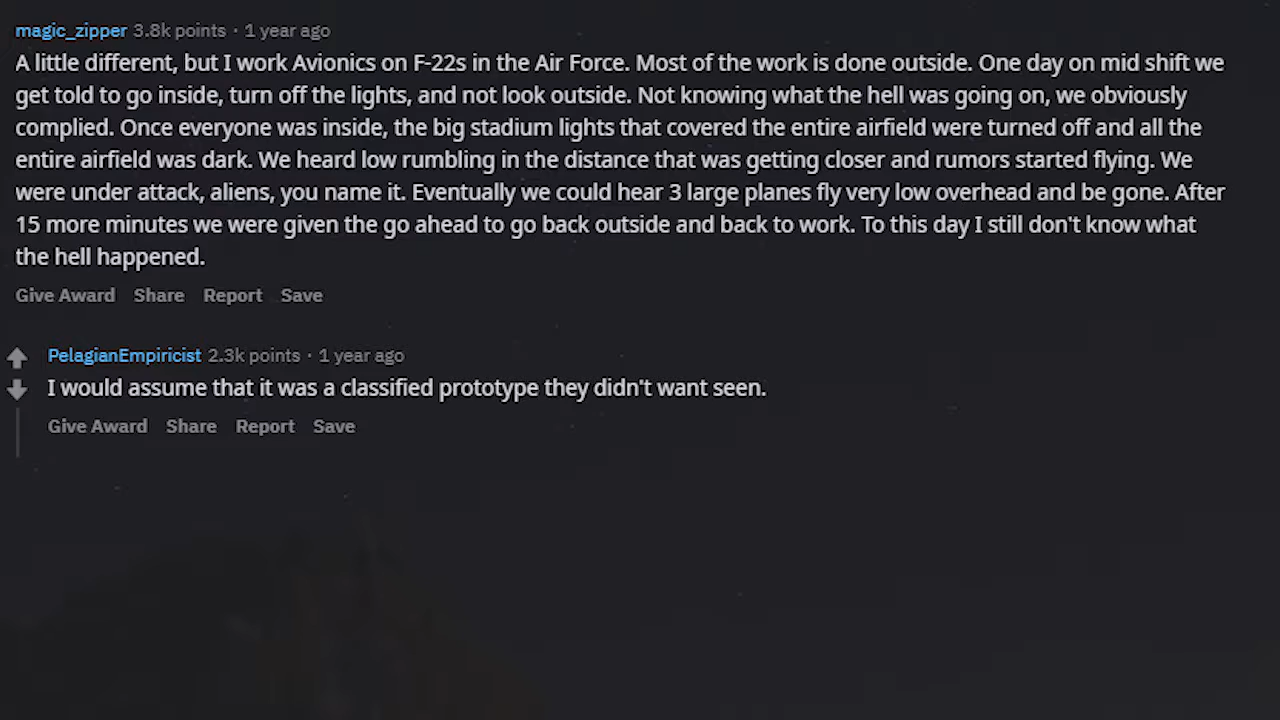 magic_zipper 3.8k points · 1 year ago
A little different, but I work Avionics on F-22s in the Air Force. Most of the work is done outside. One day on mid shift we
get told to go inside, turn off the lights, and not look outside. Not knowing what the hell was going on, we obviously
complied. Once everyone was inside, the big stadium lights that covered the entire airfield were turned off and all the
entire airfield was dark. We heard low rumbling in the distance that was getting closer and rumors started flying. We
were under attack, aliens, you name it. Eventually we could hear 3 large planes fly very low overhead and be gone. After
15 more minutes we were given the go ahead to go back outside and back to work. To this day I still don't know what
the hell happened.
Give Award Share Report Save
PelagianEmpiricist 2.3k points · 1 year ago
I would assume that it was a classified prototype they didn't want seen.
Give Award Share Report Save